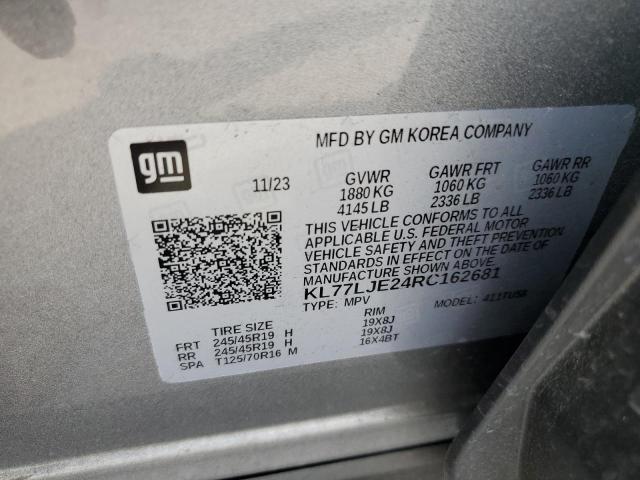 gm
MFD BY GM KOREA COMPANY
11/23
GVWR GAWR FRT GAWR RR
1880 KG 1060 KG 1060 KG
4145 LB 2336 LB 2336 LB
THIS VEHICLE CONFORMS TO ALL
APPLICABLE U.S. FEDERAL MOTOR
VEHICLE SAFETY AND THEFT PREVENTION
STANDARDS IN EFFECT ON THE DATE OF
MANUFACTURE SHOWN ABOVE.
KL77LJE24RC162681
TYPE: MPV MODEL: 411TUS8
TIRE SIZE RIM
FRT 245/45R19 H 19X8J
RR 245/45R19 H 19X8J
SPA T125/70R16 M 16X4BT